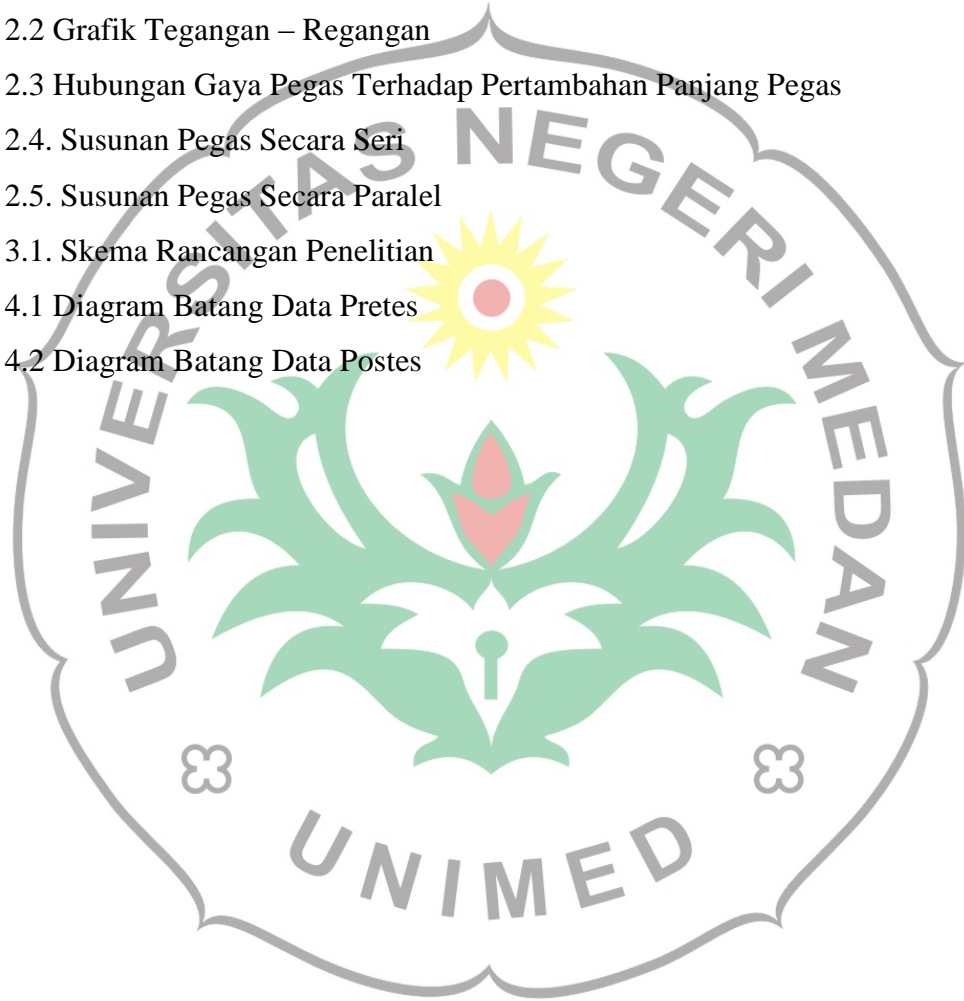 2.2 Grafik Tegangan – Regangan
2.3 Hubungan Gaya Pegas Terhadap Pertambahan Panjang Pegas
2.4. Susunan Pegas Secara Seri
2.5. Susunan Pegas Secara Paralel
3.1. Skema Rancangan Penelitian
4.1 Diagram Batang Data Pretes
4.2 Diagram Batang Data Postes
UNIVERSITAS NEGERI MEDAN
UNIMED